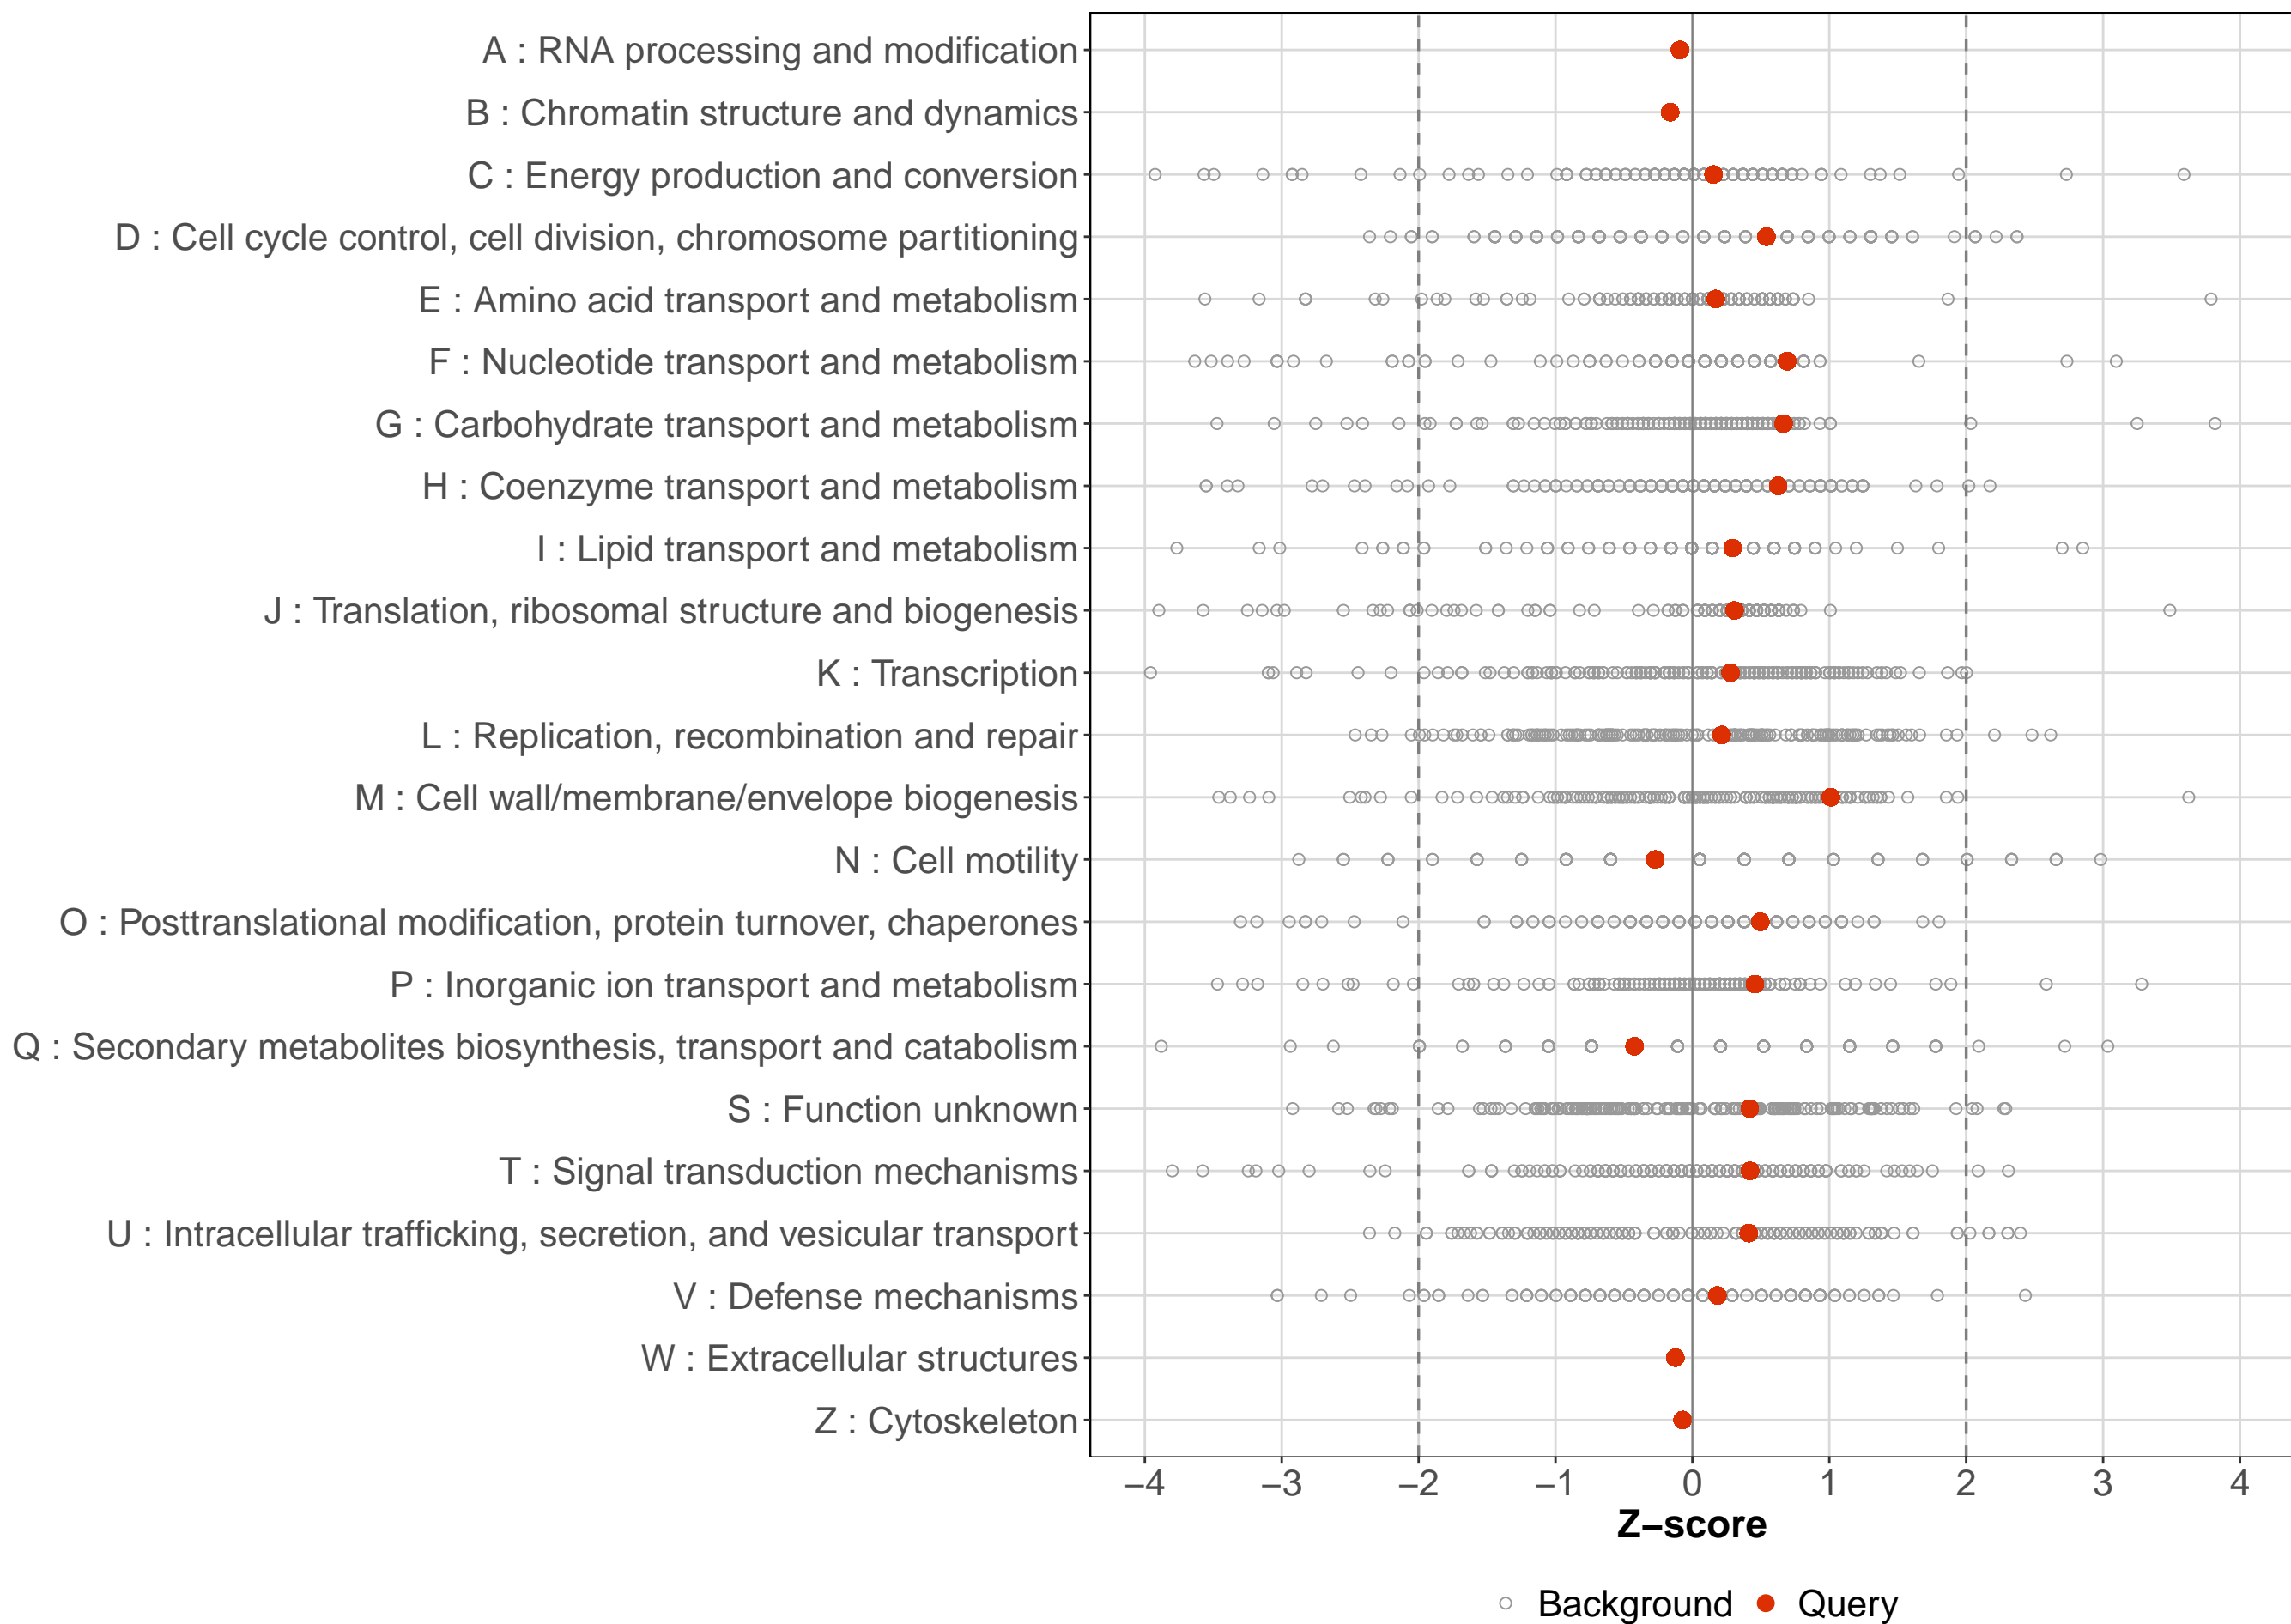 A : RNA processing and modification
B : Chromatin structure and dynamics
C : Energy production and conversion
D : Cell cycle control, cell division, chromosome partitioning
E : Amino acid transport and metabolism
F : Nucleotide transport and metabolism
G : Carbohydrate transport and metabolism
H : Coenzyme transport and metabolism
I : Lipid transport and metabolism
J : Translation, ribosomal structure and biogenesis
K : Transcription
L : Replication, recombination and repair
M : Cell wall/membrane/envelope biogenesis
N : Cell motility
O : Posttranslational modification, protein turnover, chaperones
P : Inorganic ion transport and metabolism
Q : Secondary metabolites biosynthesis, transport and catabolism
S : Function unknown
T : Signal transduction mechanisms
U : Intracellular trafficking, secretion, and vesicular transport
V : Defense mechanisms
W : Extracellular structures
Z : Cytoskeleton
−4 −3 −2 −1 0 1 2 3 4
Z−score
Background Query